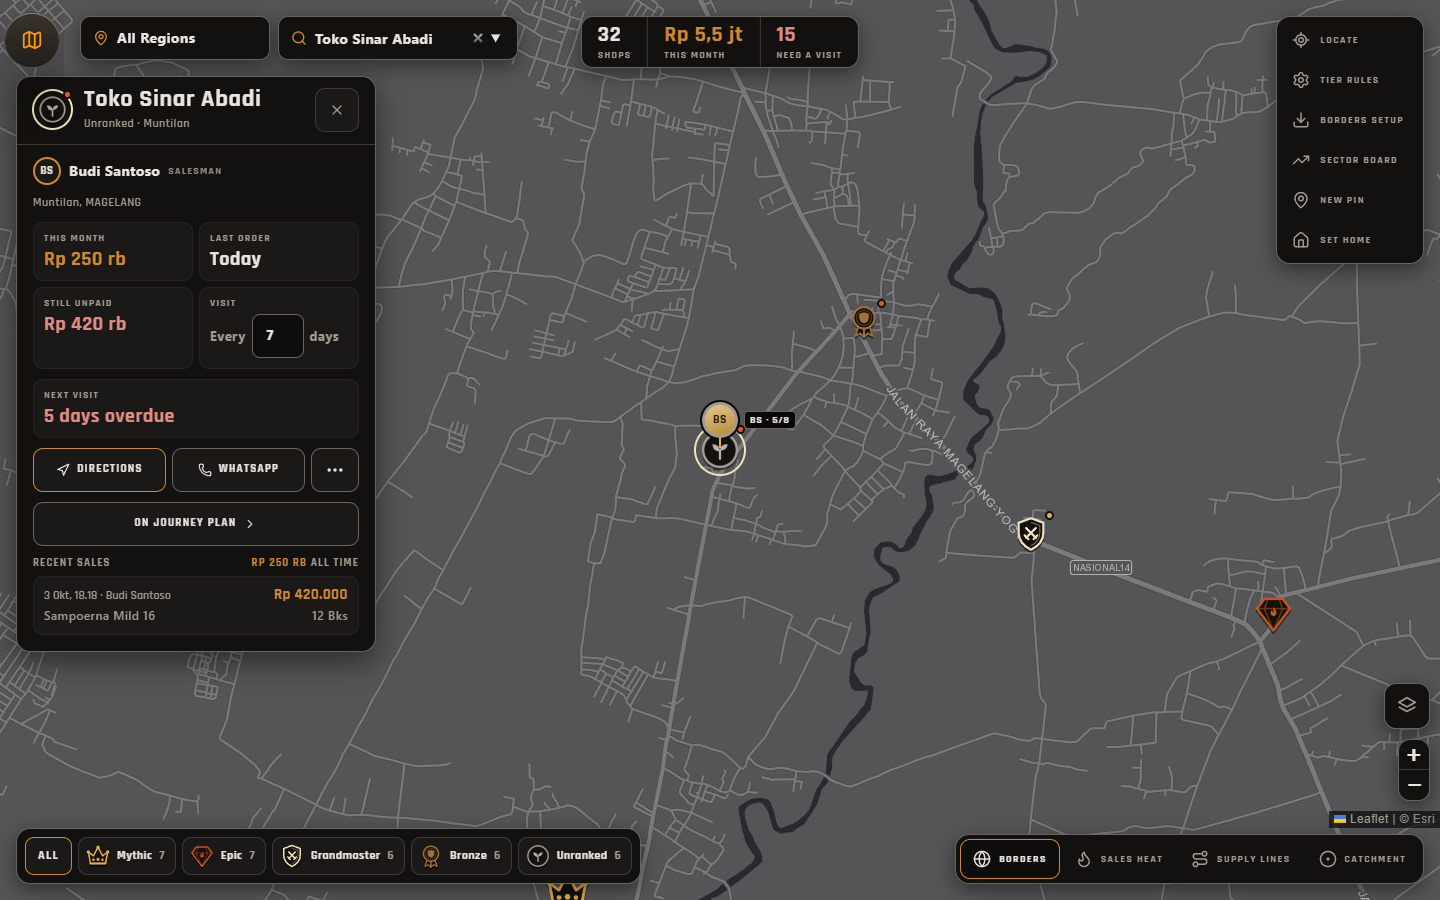 All Regions
Toko Sinar Abadi
32
SHOPS
Rp 5,5 jt
THIS MONTH
15
NEED A VISIT
LOCATE
TIER RULES
BORDERS SETUP
SECTOR BOARD
NEW PIN
SET HOME
Toko Sinar Abadi
Unranked · Muntilan
BS Budi Santoso SALESMAN
Muntilan, MAGELANG
THIS MONTH
Rp 250 rb
LAST ORDER
Today
STILL UNPAID
Rp 420 rb
VISIT
Every 7 days
NEXT VISIT
5 days overdue
DIRECTIONS
WHATSAPP
ON JOURNEY PLAN
RECENT SALES
RP 250 RB ALL TIME
3 Okt, 18.18 · Budi Santoso
Rp 420.000
Sampoerna Mild 16
12 Bks
BS
BS · 5/8
JALAN RAYA MAGELANG-YOG
NASIONAL14
+
−
Leaflet | © Esri
ALL
Mythic 7
Epic 7
Grandmaster 6
Bronze 6
Unranked 6
BORDERS
SALES HEAT
SUPPLY LINES
CATCHMENT